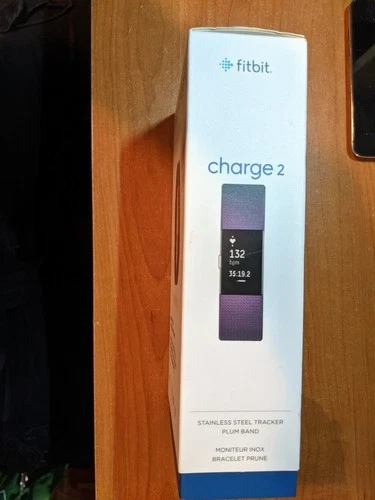 fitbit.
charge 2
132
bpm
35:19.2
STAINLESS STEEL TRACKER
PLUM BAND
MONITEUR INOX
BRACELET PRUNE